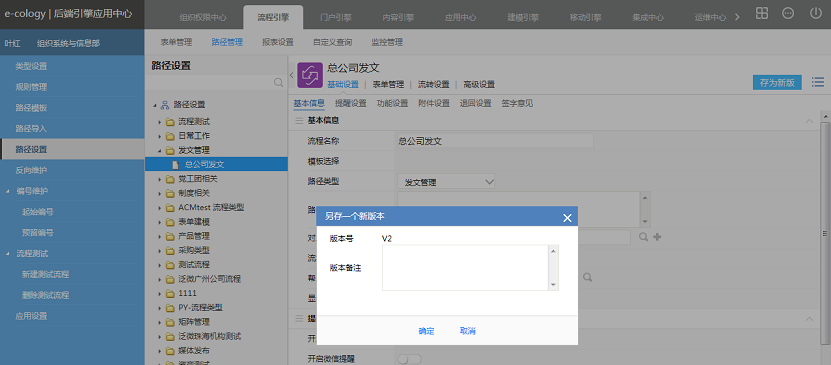 e-cology | 后端引擎应用中心
组织权限中心 流程引擎 门户引擎 内容引擎 应用中心 建模引擎 移动引擎 集成中心 运维中心
叶红 组织系统与信息部
表单管理 路径管理 报表设置 自定义查询 监控管理
类型设置
规则管理
路径模板
路径导入
路径设置
反向维护
编号维护
起始编号
预留编号
流程测试
新建测试流程
删除测试流程
应用设置
路径设置
路径设置
流程测试
日常工作
发文管理
总公司发文
党工团相关
制度相关
ACMtest 流程类型
表单建模
产品管理
采购类型
测试流程
泛微广州公司流程
1111
PY-流程类型
矩阵管理
泛微珠海机构测试
媒体发布
总公司发文
基础设置 | 表单管理 | 流转设置 | 高级设置
存为新版
基本信息 提醒设置 功能设置 附件设置 退回设置 签字意见
基本信息
流程名称 总公司发文
模板选择
路径类型 发文管理
路
对
流
帮
显
提
开
开启微信提醒
另存一个新版本
版本号 V2
版本备注
确定 取消